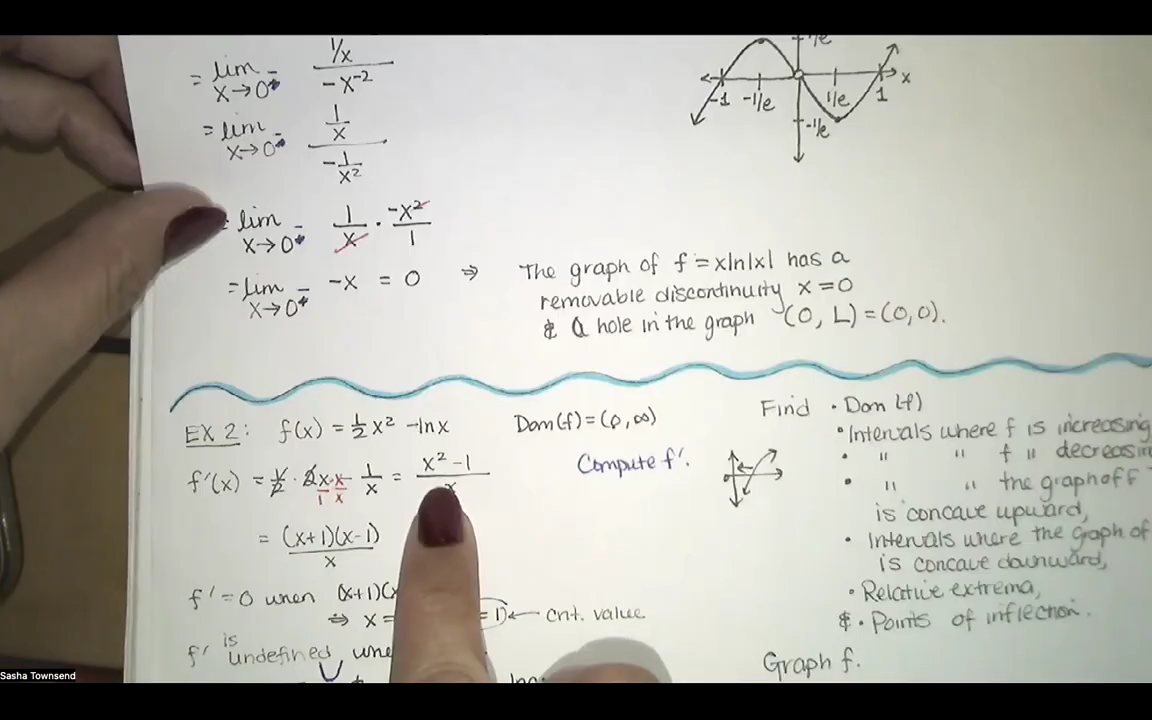 = lim x→0⁻ 1/x / -x⁻²
= lim x→0⁻ 1/x / -1/x²
= lim x→0⁻ 1/x · -x²/1
= lim x→0⁻ -x = 0 ⇒
-1 -1/e 1/e 1 x
-1/e
The graph of f = x ln|x| has a
removable discontinuity x = 0
& a hole in the graph (0, L) = (0, 0).
EX 2: f(x) = 1/2 x² - ln x
f'(x) = 1/2 · 2x · x/x - 1/x = x² - 1 / x
= (x+1)(x-1) / x
f' = 0 when (x+1)(x
⇔ x =
= 1) ← crit. value
f' is undefined
Dom(f) = (0, ∞)
Compute f'.
Find · Dom (f)
· Intervals where f is increasing
· " " f " decreasin
· " " the graph of f
is concave upward,
· Intervals where the graph of
is concave downward,
· Relative extrema,
& · Points of inflection.
Graph f.
Sasha Townsend